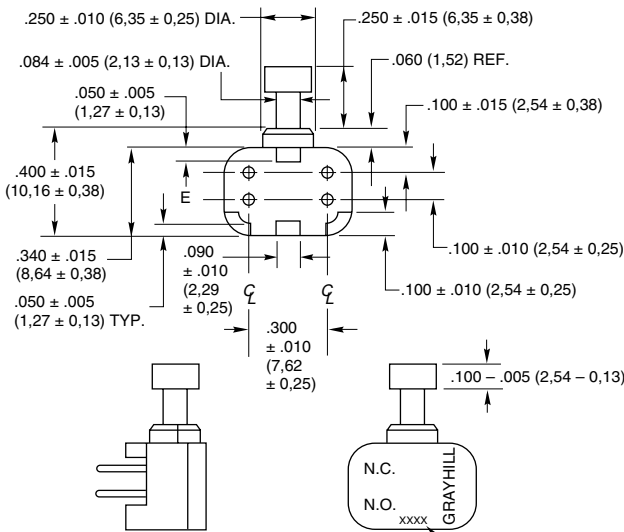 .250 ± .010 (6,35 ± 0,25) DIA.
.250 ± .015 (6,35 ± 0,38)
.084 ± .005 (2,13 ± 0,13) DIA.
.060 (1,52) REF.
.050 ± .005
(1,27 ± 0,13)
.100 ± .015 (2,54 ± 0,38)
.400 ± .015
(10,16 ± 0,38)
E
.340 ± .015
(8,64 ± 0,38)
.090
± .010
(2,29
± 0,25)
℄
℄
.100 ± .010 (2,54 ± 0,25)
.100 ± .010 (2,54 ± 0,25)
.050 ± .005
(1,27 ± 0,13) TYP.
.300
± .010
(7,62
± 0,25)
.100 – .005 (2,54 – 0,13)
N.C.
N.O.
xxxx
GRAYHILL